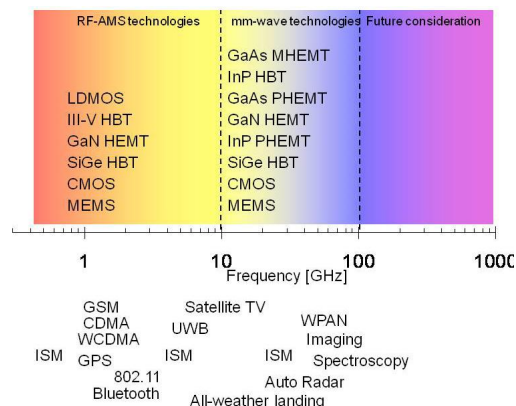 RF-AMS technologies
mm-wave technologies
Future consideration
LDMOS
III-V HBT
GaN HEMT
SiGe HBT
CMOS
MEMS
GaAs MHEMT
InP HBT
GaAs PHEMT
GaN HEMT
InP PHEMT
SiGe HBT
CMOS
MEMS
1
10
100
1000
Frequency [GHz]
GSM
CDMA
WCDMA
ISM
GPS
802.11
Bluetooth
Satellite TV
UWB
ISM
All-weather landing
WPAN
Imaging
ISM
Spectroscopy
Auto Radar